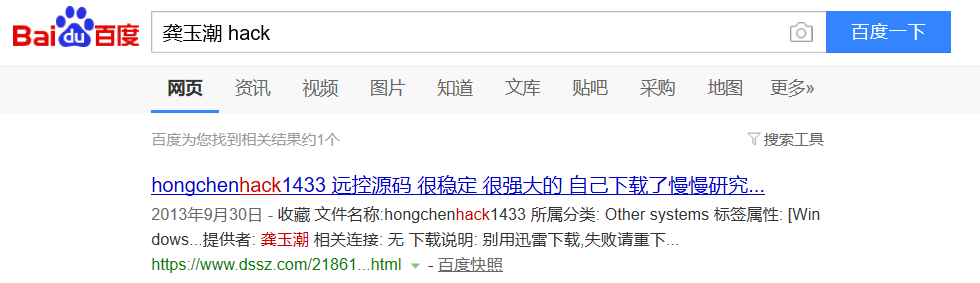 Bai du 百度 龚玉潮 hack 百度一下
网页 资讯 视频 图片 知道 文库 贴吧 采购 地图 更多»
百度为您找到相关结果约1个 搜索工具
hongchenhack1433 远控源码 很稳定 很强大的 自己下载了慢慢研究...
2013年9月30日 - 收藏 文件名称:hongchenhack1433 所属分类: Other systems 标签属性: [Win
dows...提供者: 龚玉潮 相关连接: 无 下载说明: 别用迅雷下载,失败请重下...
https://www.dssz.com/21861...html - 百度快照